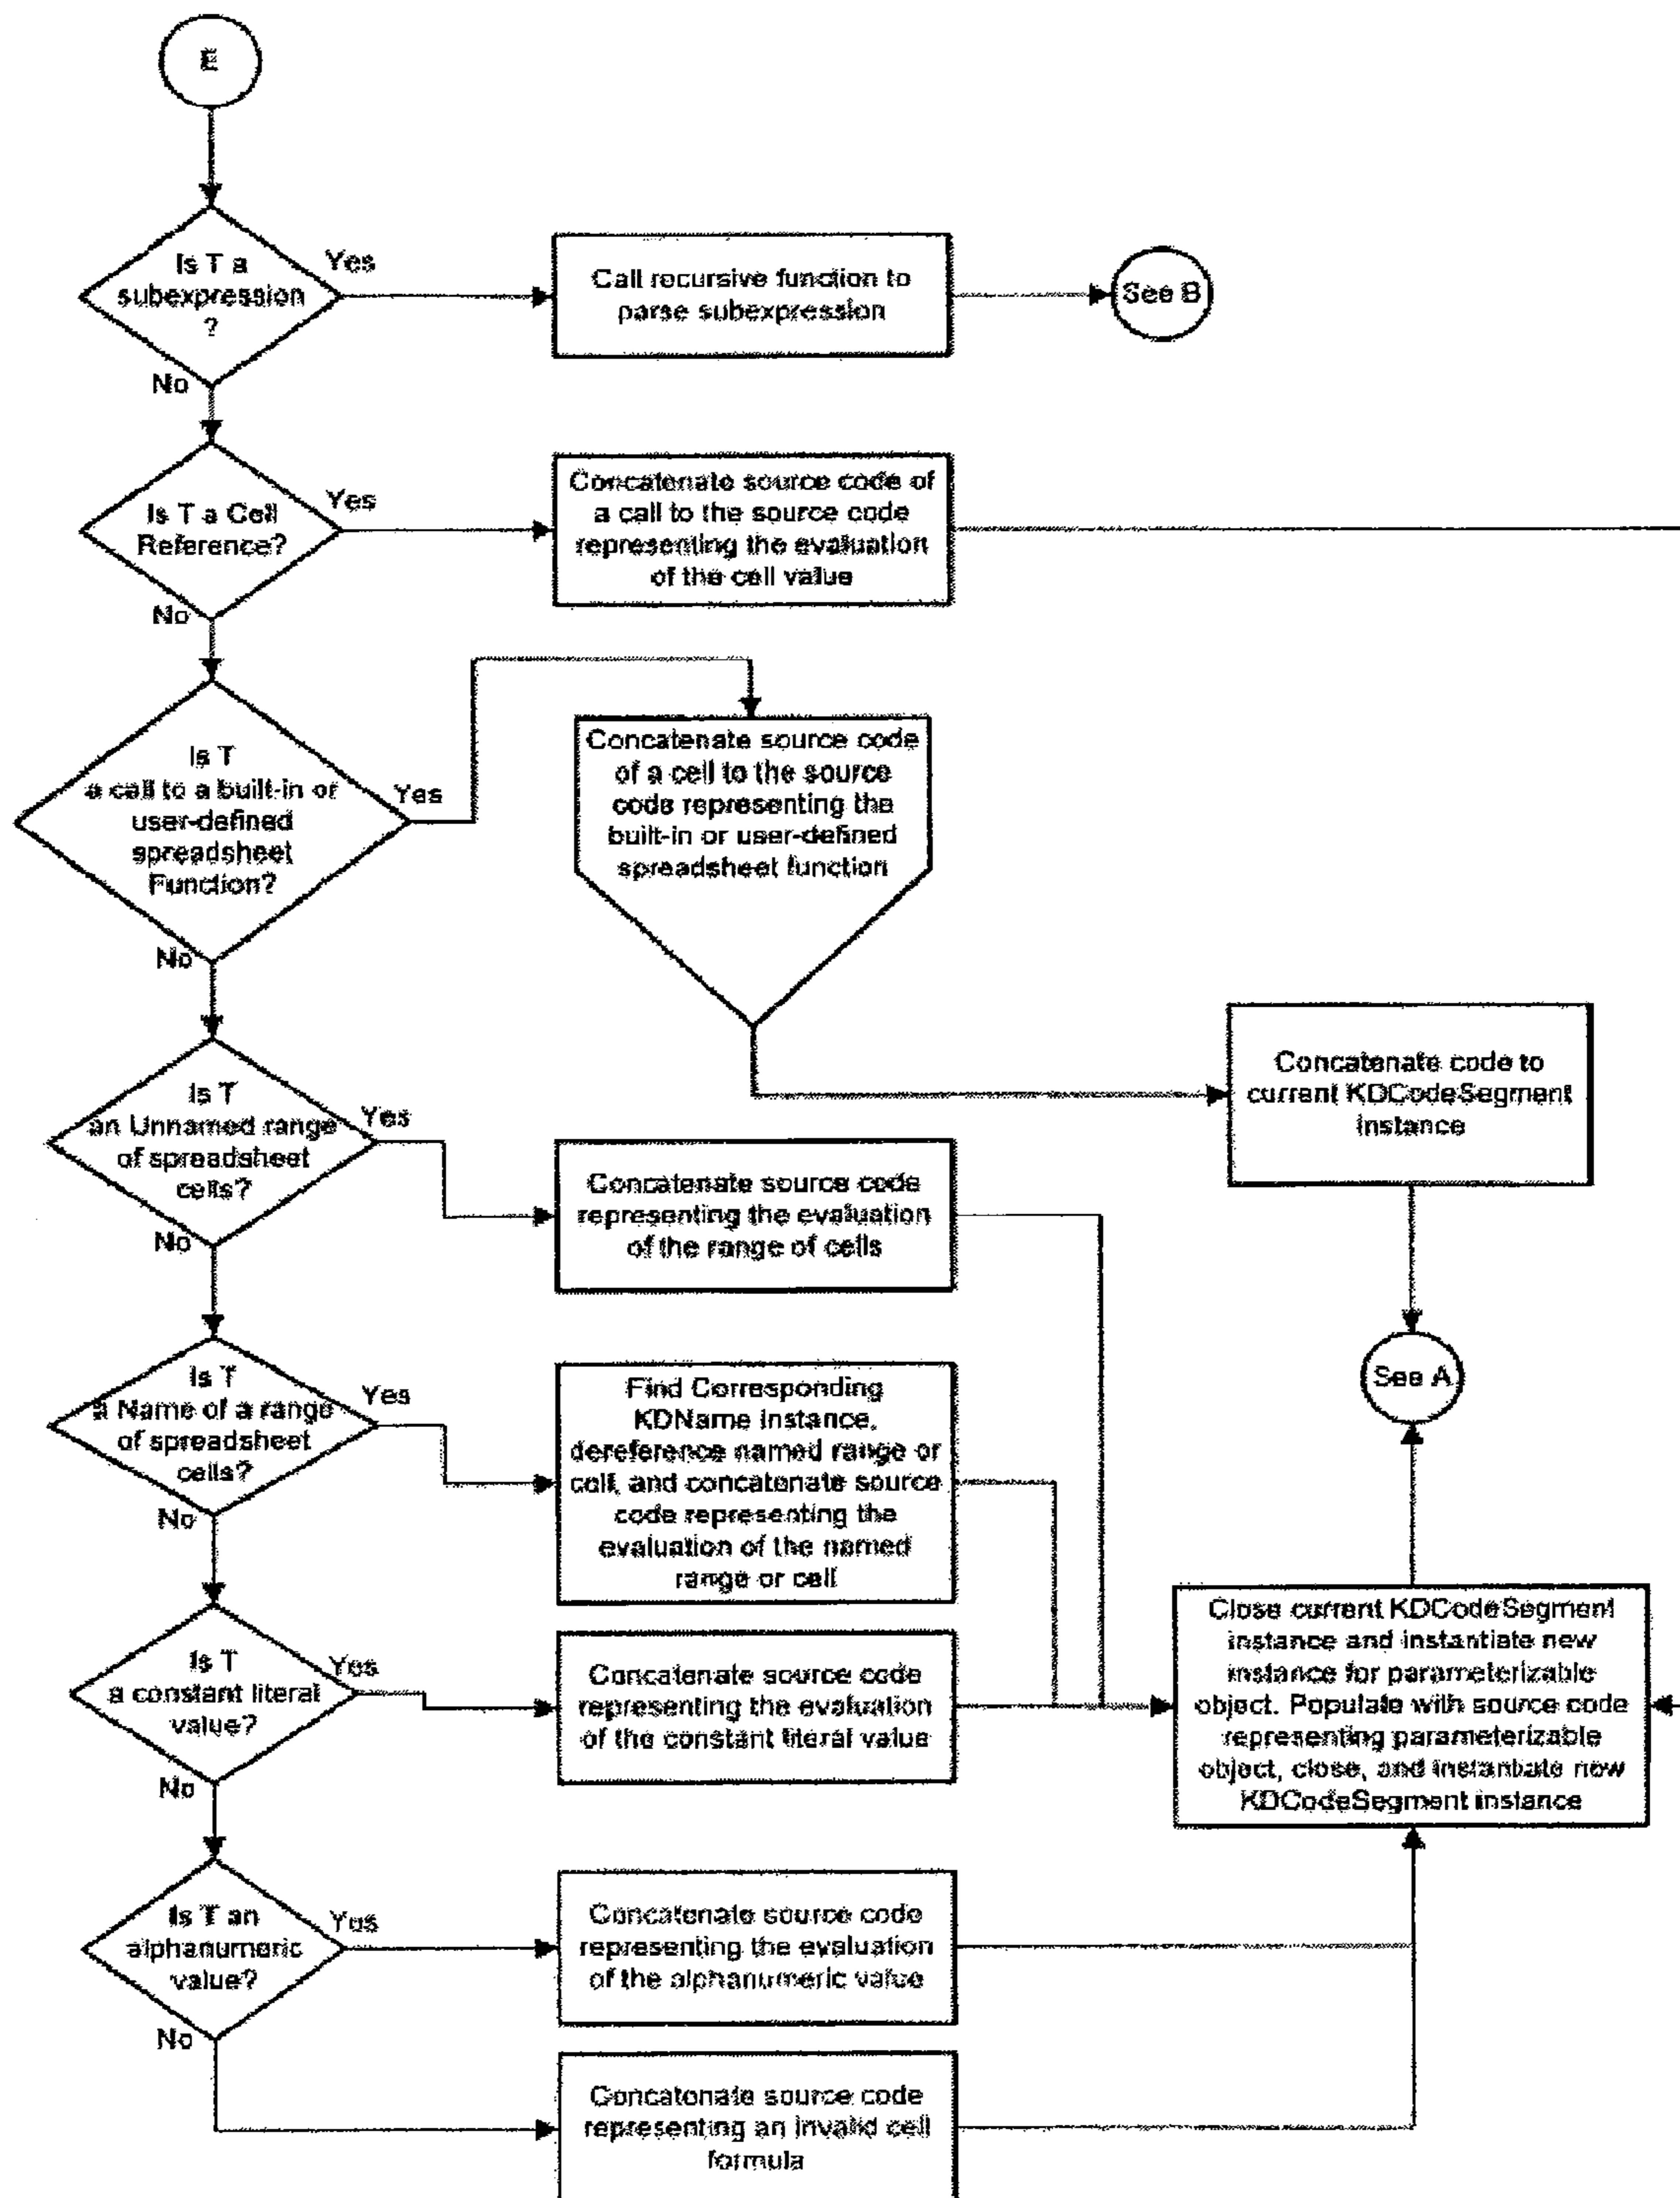 E
Is T a
subexpression
?
Yes
No
Call recursive function to
parse subexpression
See B
Is T a Cell
Reference?
Yes
No
Concatenate source code of
a call to the source code
representing the evaluation
of the cell value
Is T
a call to a built-in or
user-defined
spreadsheet
Function?
Yes
No
Concatenate source code
of a cell to the source
code representing the
built-in or user-defined
spreadsheet function
Concatenate code to
current KDCodeSegment
instance
Is T
an Unnamed range
of spreadsheet
cells?
Yes
No
Concatenate source code
representing the evaluation
of the range of cells
See A
Is T
a Name of a range
of spreadsheet
cells?
Yes
No
Find Corresponding
KDName instance,
dereference named range or
cell, and concatenate source
code representing the
evaluation of the named
range or cell
Close current KDCodeSegment
instance and instantiate new
instance for parameterizable
object. Populate with source code
representing parameterizable
object, close, and instantiate new
KDCodeSegment instance
Is T
a constant literal
value?
Yes
No
Concatenate source code
representing the evaluation
of the constant literal value
Is T an
alphanumeric
value?
Yes
No
Concatenate source code
representing the evaluation
of the alphanumeric value
Concatenate source code
representing an invalid cell
formula